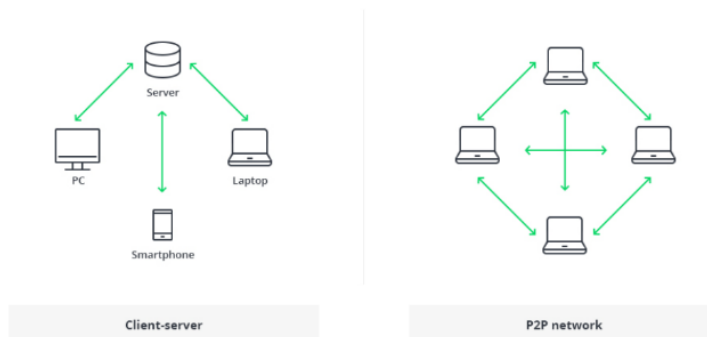 Server
PC
Laptop
Smartphone
Client-server
P2P network